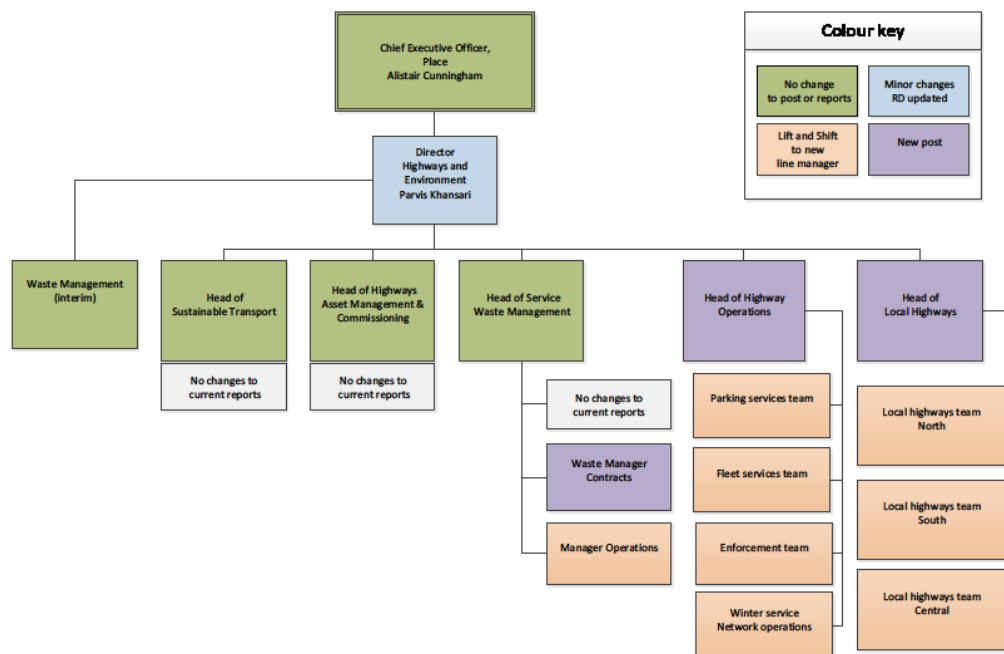 Chief Executive Officer,
Place
Alistair Cunningham
Colour key
No change
to post or reports
Minor changes
RD updated
Lift and Shift
to new
line manager
New post
Director
Highways and
Environment
Parvis Khansari
Waste Management
(interim)
Head of
Sustainable Transport
Head of Highways
Asset Management &
Commissioning
Head of Service
Waste Management
Head of Highway
Operations
Head of
Local Highways
No changes to
current reports
No changes to
current reports
No changes to
current reports
Waste Manager
Contracts
Manager Operations
Parking services team
Fleet services team
Enforcement team
Winter service
Network operations
Local highways team
North
Local highways team
South
Local highways team
Central